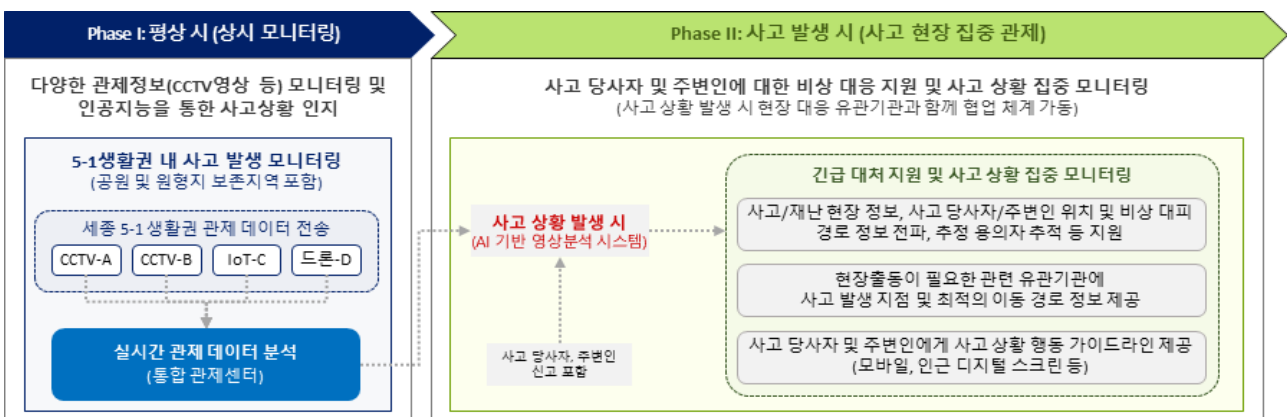 Phase I: 평상 시 (상시 모니터링)
Phase II: 사고 발생 시 (사고 현장 집중 관제)
다양한 관제정보(CCTV영상 등) 모니터링 및
인공지능을 통한 사고상황 인지
5-1생활권 내 사고 발생 모니터링
(공원 및 원형지 보존지역 포함)
세종 5-1 생활권 관제 데이터 전송
CCTV-A
CCTV-B
IoT-C
드론-D
실시간 관제 데이터 분석
(통합 관제센터)
사고 당사자 및 주변인에 대한 비상 대응 지원 및 사고 상황 집중 모니터링
(사고 상황 발생 시 현장 대응 유관기관과 함께 협업 체계 가동)
사고 상황 발생 시
(AI 기반 영상분석 시스템)
사고 당사자, 주변인
신고 포함
긴급 대처 지원 및 사고 상황 집중 모니터링
사고/재난 현장 정보, 사고 당사자/주변인 위치 및 비상 대피
경로 정보 전파, 추정 용의자 추적 등 지원
현장출동이 필요한 관련 유관기관에
사고 발생 지점 및 최적의 이동 경로 정보 제공
사고 당사자 및 주변인에게 사고 상황 행동 가이드라인 제공
(모바일, 인근 디지털 스크린 등)